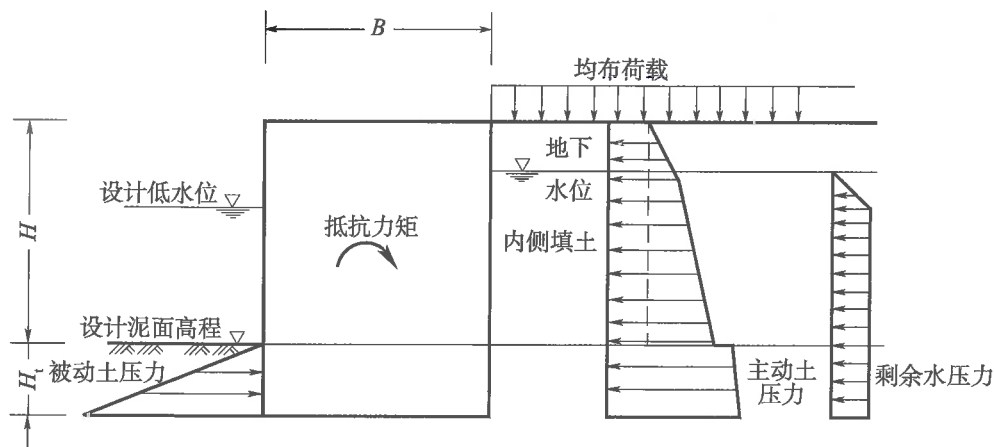 B
均布荷载
地下
水位
设计低水位
H
抵抗力矩
内侧填土
设计泥面高程
Ht
被动土压力
主动土
压力
剩余水压力